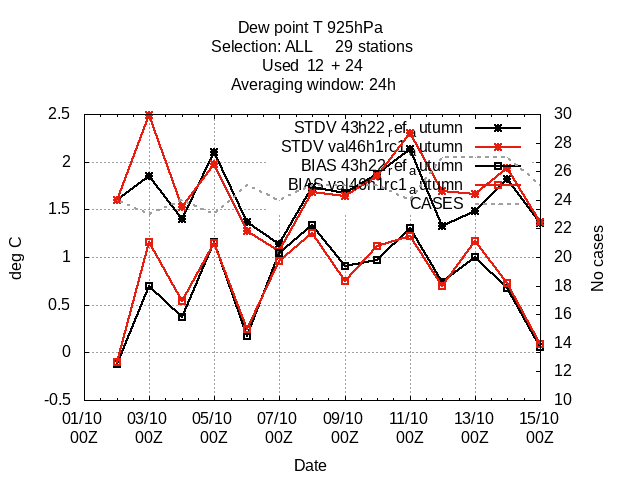 Dew point T 925hPa
Selection: ALL 29 stations
Used 12 + 24
Averaging window: 24h
2.5 30
STDV 43h22_ref_autumn
28
STDV val46h1rc1_autumn
2 26
BIAS 43h22_ref_autumn
BIAS val46h1rc1_autumn
24
CASES
1.5
22
deg C
1 20
No cases
18
0.5
16
14
0
12
-0.5 10
01/10 03/10 05/10 07/10 09/10 11/10 13/10 15/10
00Z 00Z 00Z 00Z 00Z 00Z 00Z 00Z
Date